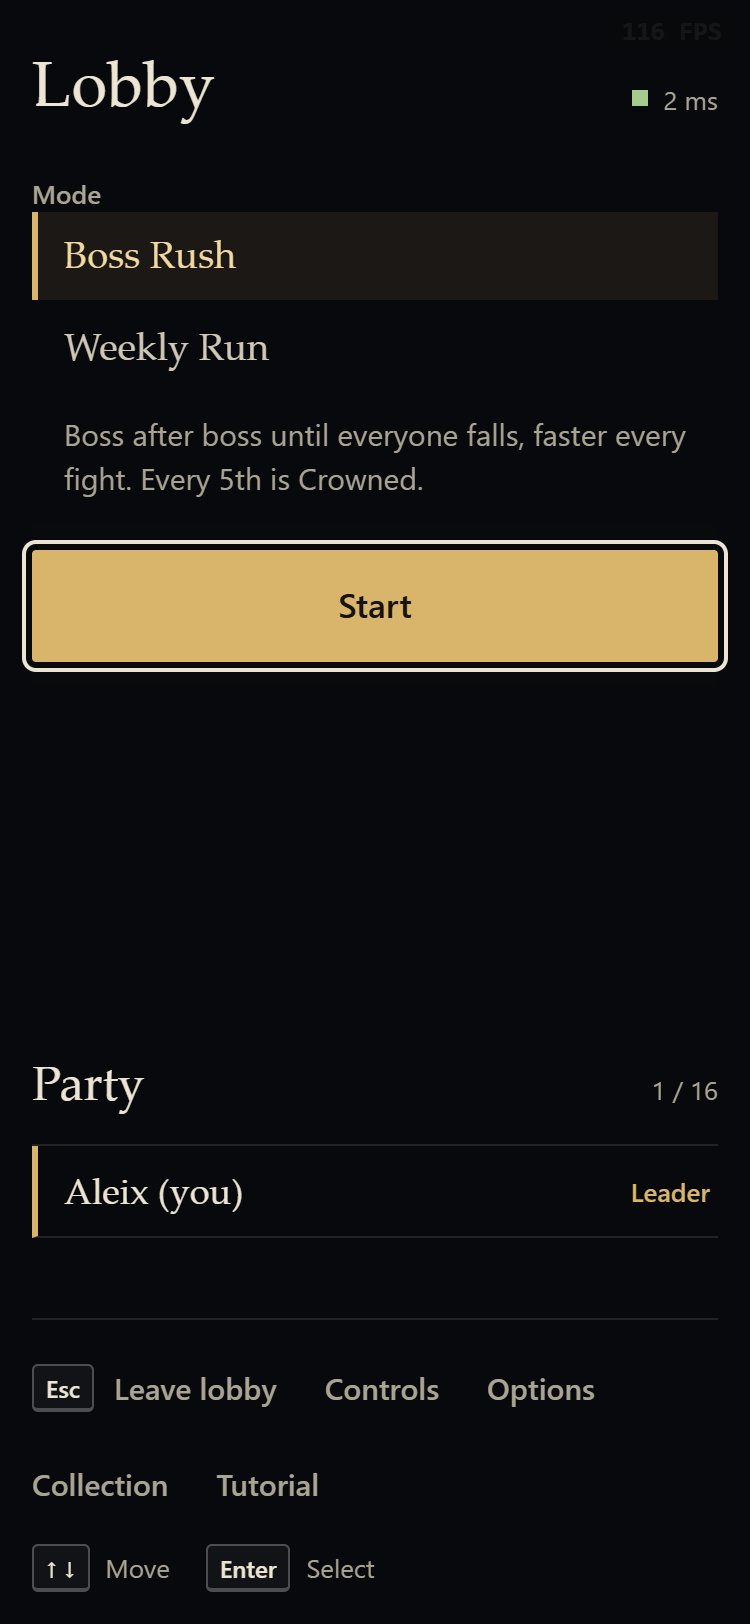 116 FPS
Lobby
2 ms
Mode
Boss Rush
Weekly Run
Boss after boss until everyone falls, faster every
fight. Every 5th is Crowned.
Start
Party
1 / 16
Aleix (you)
Leader
Esc Leave lobby Controls Options
Collection Tutorial
↑↓ Move Enter Select